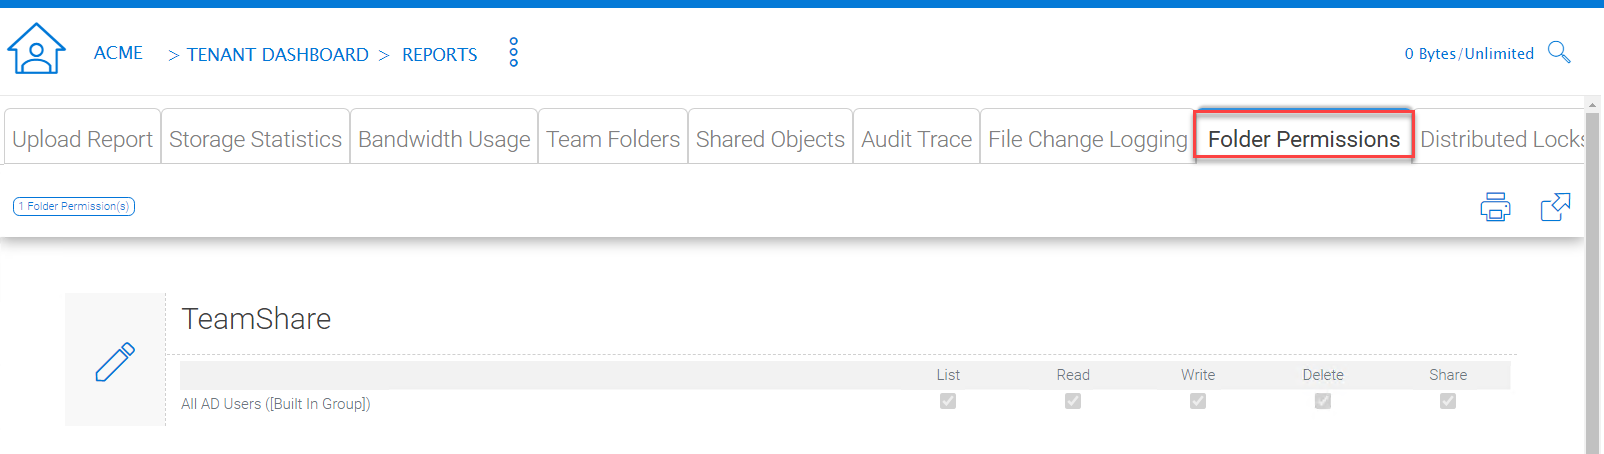 ACME > TENANT DASHBOARD > REPORTS 0 Bytes/Unlimited
Upload Report Storage Statistics Bandwidth Usage Team Folders Shared Objects Audit Trace File Change Logging Folder Permissions Distributed Locks
1 Folder Permission(s)
TeamShare
List Read Write Delete Share
All AD Users ([Built In Group])